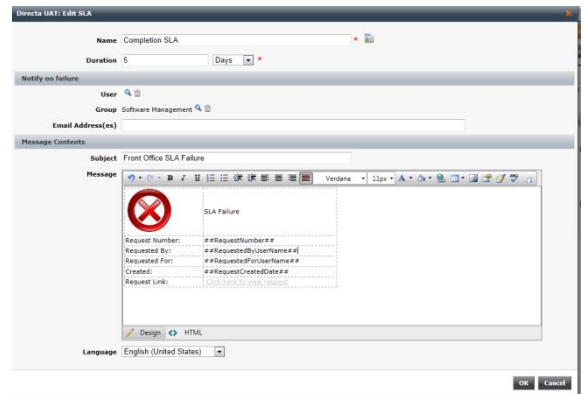 Directa UAT: Edit SLA
Name Completion SLA *
Duration 5 Days *
Notify on failure
User
Group Software Management
Email Address(es)
Message Contents
Subject Front Office SLA Failure
Message
B I U Verdana 11px A
SLA Failure
Request Number: ##RequestNumber##
Requested By: ##RequestedByUserName##
Requested For: ##RequestedForUserName##
Created: ##RequestCreatedDate##
Request Link: Click here to view request
Design HTML
Language English (United States)
OK Cancel